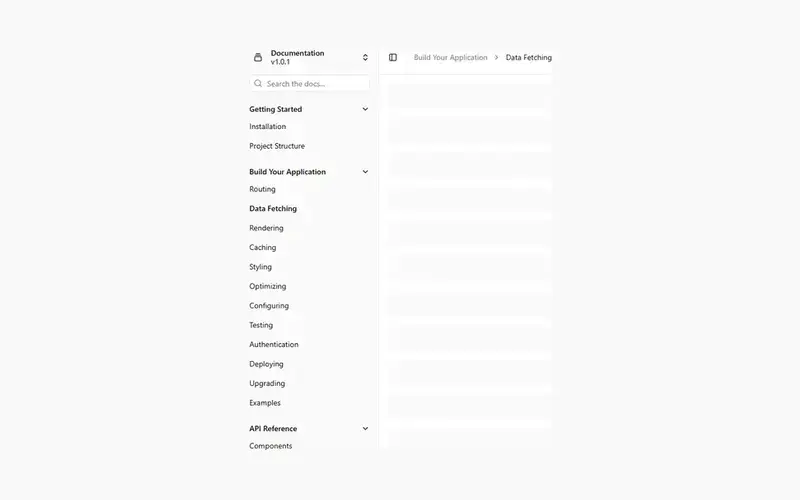 Documentation
v1.0.1
Search the docs...
Getting Started
Installation
Project Structure
Build Your Application
Routing
Data Fetching
Rendering
Caching
Styling
Optimizing
Configuring
Testing
Authentication
Deploying
Upgrading
Examples
API Reference
Components
Build Your Application > Data Fetching